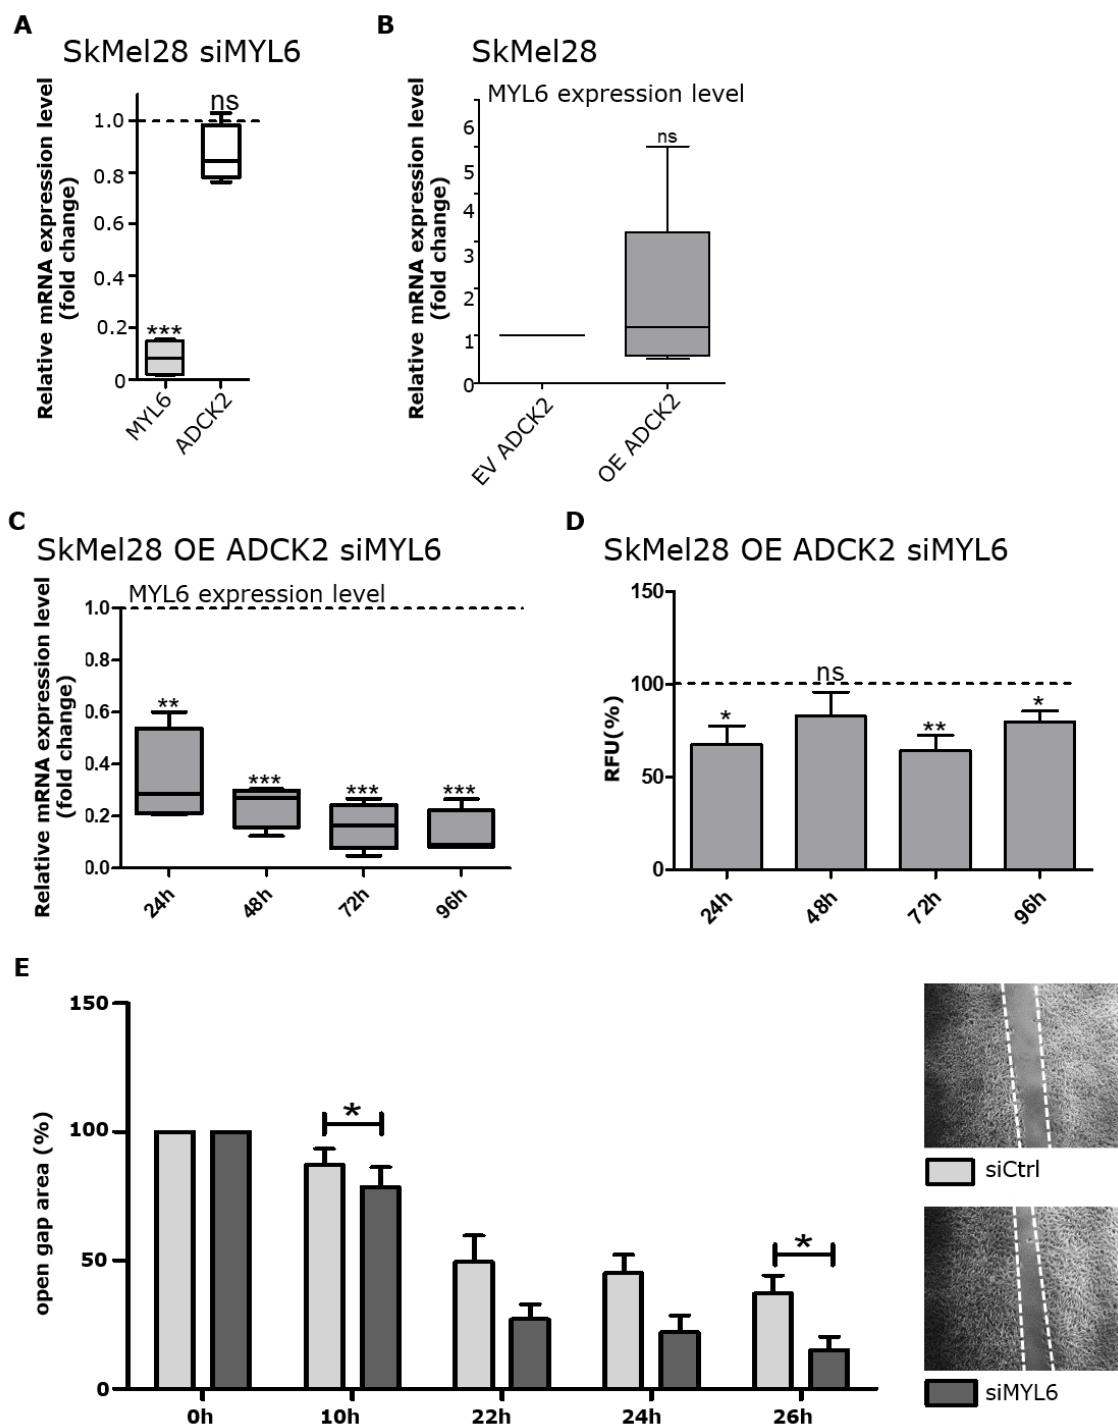 A
SkMel28 siMYL6
Relative mRNA expression level
(fold change)
ns
1.0
0.8
0.6
0.4
0.2
0
***
MYL6
ADCK2
B
SkMel28
MYL6 expression level
Relative mRNA expression level
(fold change)
6
5
4
3
2
1
0
ns
EV ADCK2
OE ADCK2
C
SkMel28 OE ADCK2 siMYL6
MYL6 expression level
Relative mRNA expression level
(fold change)
1.0
0.8
0.6
0.4
0.2
0.0
**
***
***
***
24h
48h
72h
96h
D
SkMel28 OE ADCK2 siMYL6
RFU(%)
150
100
50
0
*
ns
**
*
24h
48h
72h
96h
E
open gap area (%)
150
100
50
0
*
*
0h
10h
22h
24h
26h
siCtrl
siMYL6